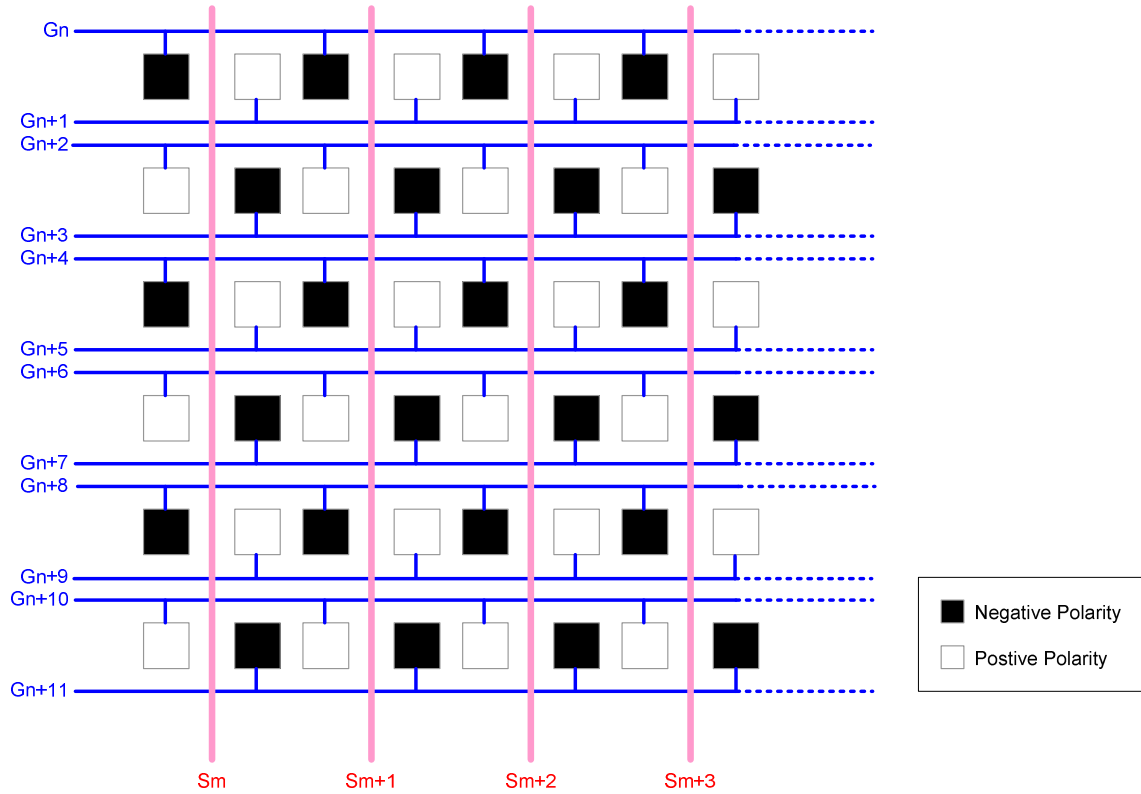 Gn
Gn+1
Gn+2
Gn+3
Gn+4
Gn+5
Gn+6
Gn+7
Gn+8
Gn+9
Gn+10
Gn+11
Negative Polarity
Postive Polarity
Sm
Sm+1
Sm+2
Sm+3